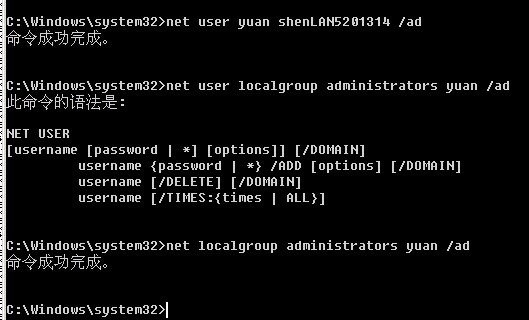 C:\Windows\system32>net user yuan shenLAN5201314 /ad
命令成功完成。
C:\Windows\system32>net user localgroup administrators yuan /ad
此命令的语法是:
NET USER
[username [password | *] [options]] [/DOMAIN]
username {password | *} /ADD [options] [/DOMAIN]
username [/DELETE] [/DOMAIN]
username [/TIMES:{times | ALL}]
C:\Windows\system32>net localgroup administrators yuan /ad
命令成功完成。
C:\Windows\system32>